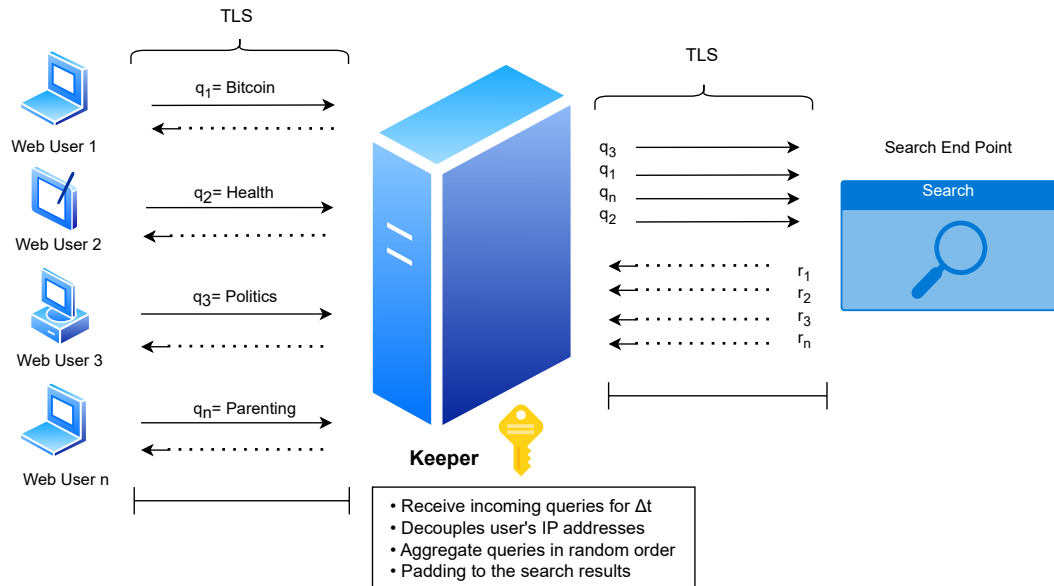 TLS
q1= Bitcoin
Web User 1
q2= Health
Web User 2
q3= Politics
Web User 3
qn= Parenting
Web User n
Keeper
• Receive incoming queries for Δt
• Decouples user's IP addresses
• Aggregate queries in random order
• Padding to the search results
TLS
q3
q1
qn
q2
r1
r2
r3
rn
Search End Point
Search